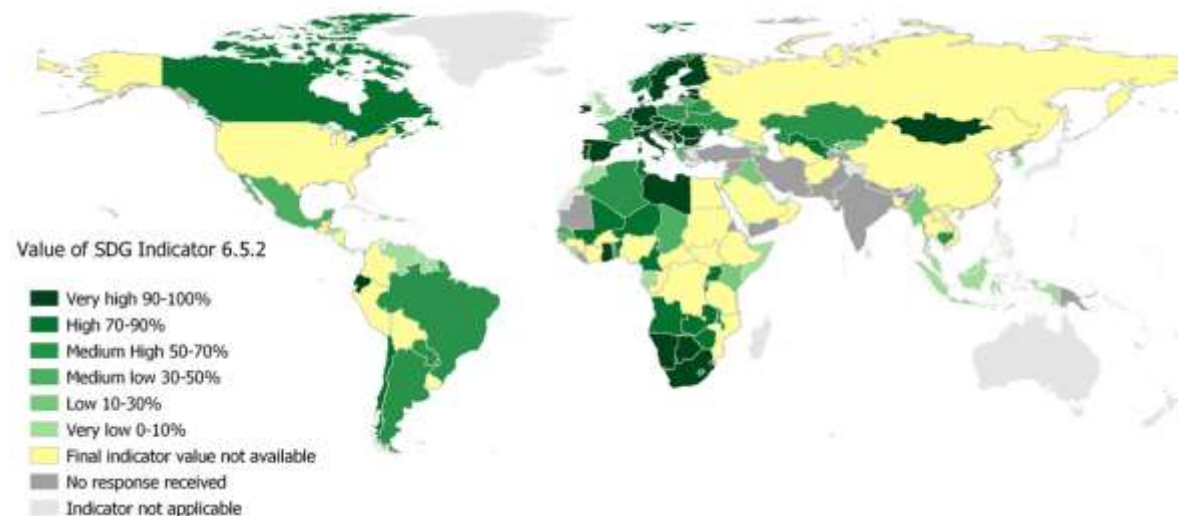 Value of SDG Indicator 6.5.2
Very high 90-100%
High 70-90%
Medium High 50-70%
Medium low 30-50%
Low 10-30%
Very low 0-10%
Final indicator value not available
No response received
Indicator not applicable